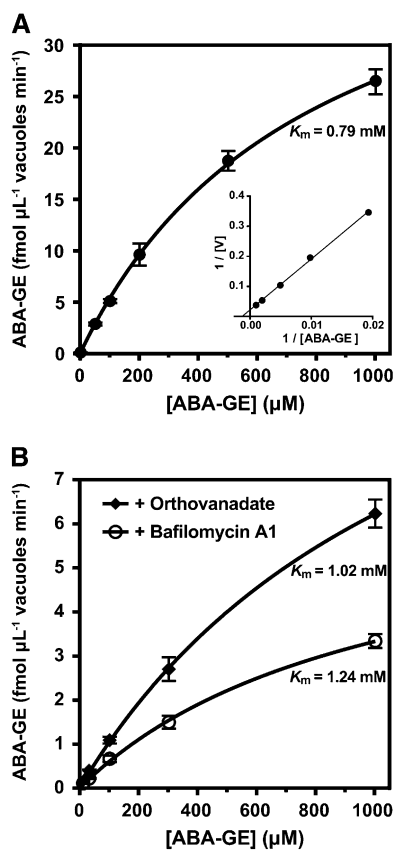 A
30
25
20
15
10
5
0
ABA-GE (fmol µL-1 vacuoles min-1)
Km = 0.79 mM
0.4
0.3
0.2
0.1
1 / [V]
0.00 0.01 0.02
1 / [ABA-GE ]
0 200 400 600 800 1000
[ABA-GE] (µM)
B
7
6
5
4
3
2
1
0
ABA-GE (fmol µL-1 vacuoles min-1)
+ Orthovanadate
+ Bafilomycin A1
Km = 1.02 mM
Km = 1.24 mM
0 200 400 600 800 1000
[ABA-GE] (µM)